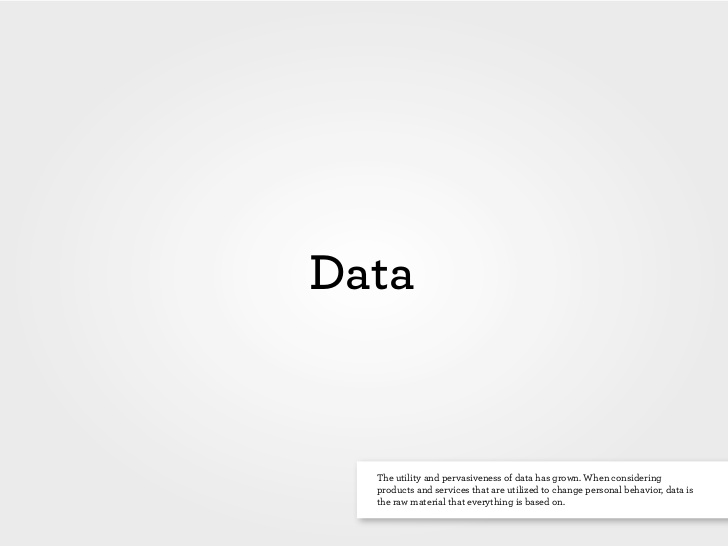 Data
The utility and pervasiveness of data has grown. When considering
products and services that are utilized to change personal behavior, data is
the raw material that everything is based on.